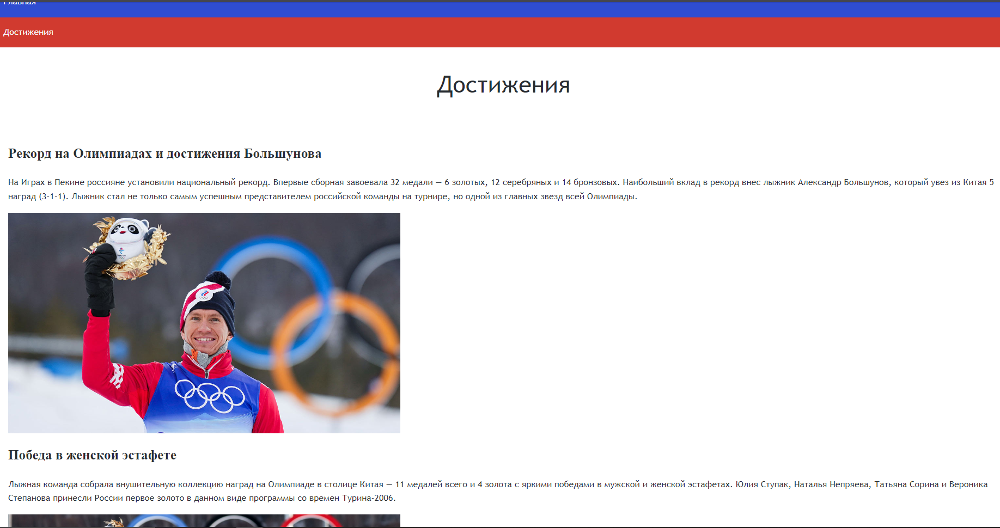 Главная
Достижения
Достижения
Рекорд на Олимпиадах и достижения Большунова
На Играх в Пекине россияне установили национальный рекорд. Впервые сборная завоевала 32 медали — 6 золотых, 12 серебряных и 14 бронзовых. Наибольший вклад в рекорд внес лыжник Александр Большунов, который увез из Китая 5
наград (3-1-1). Лыжник стал не только самым успешным представителем российской команды на турнире, но одной из главных звезд всей Олимпиады.
Победа в женской эстафете
Лыжная команда собрала внушительную коллекцию наград на Олимпиаде в столице Китая — 11 медалей всего и 4 золота с яркими победами в мужской и женской эстафетах. Юлия Ступак, Наталья Непряева, Татьяна Сорина и Вероника
Степанова принесли России первое золото в данном виде программы со времен Турина-2006.